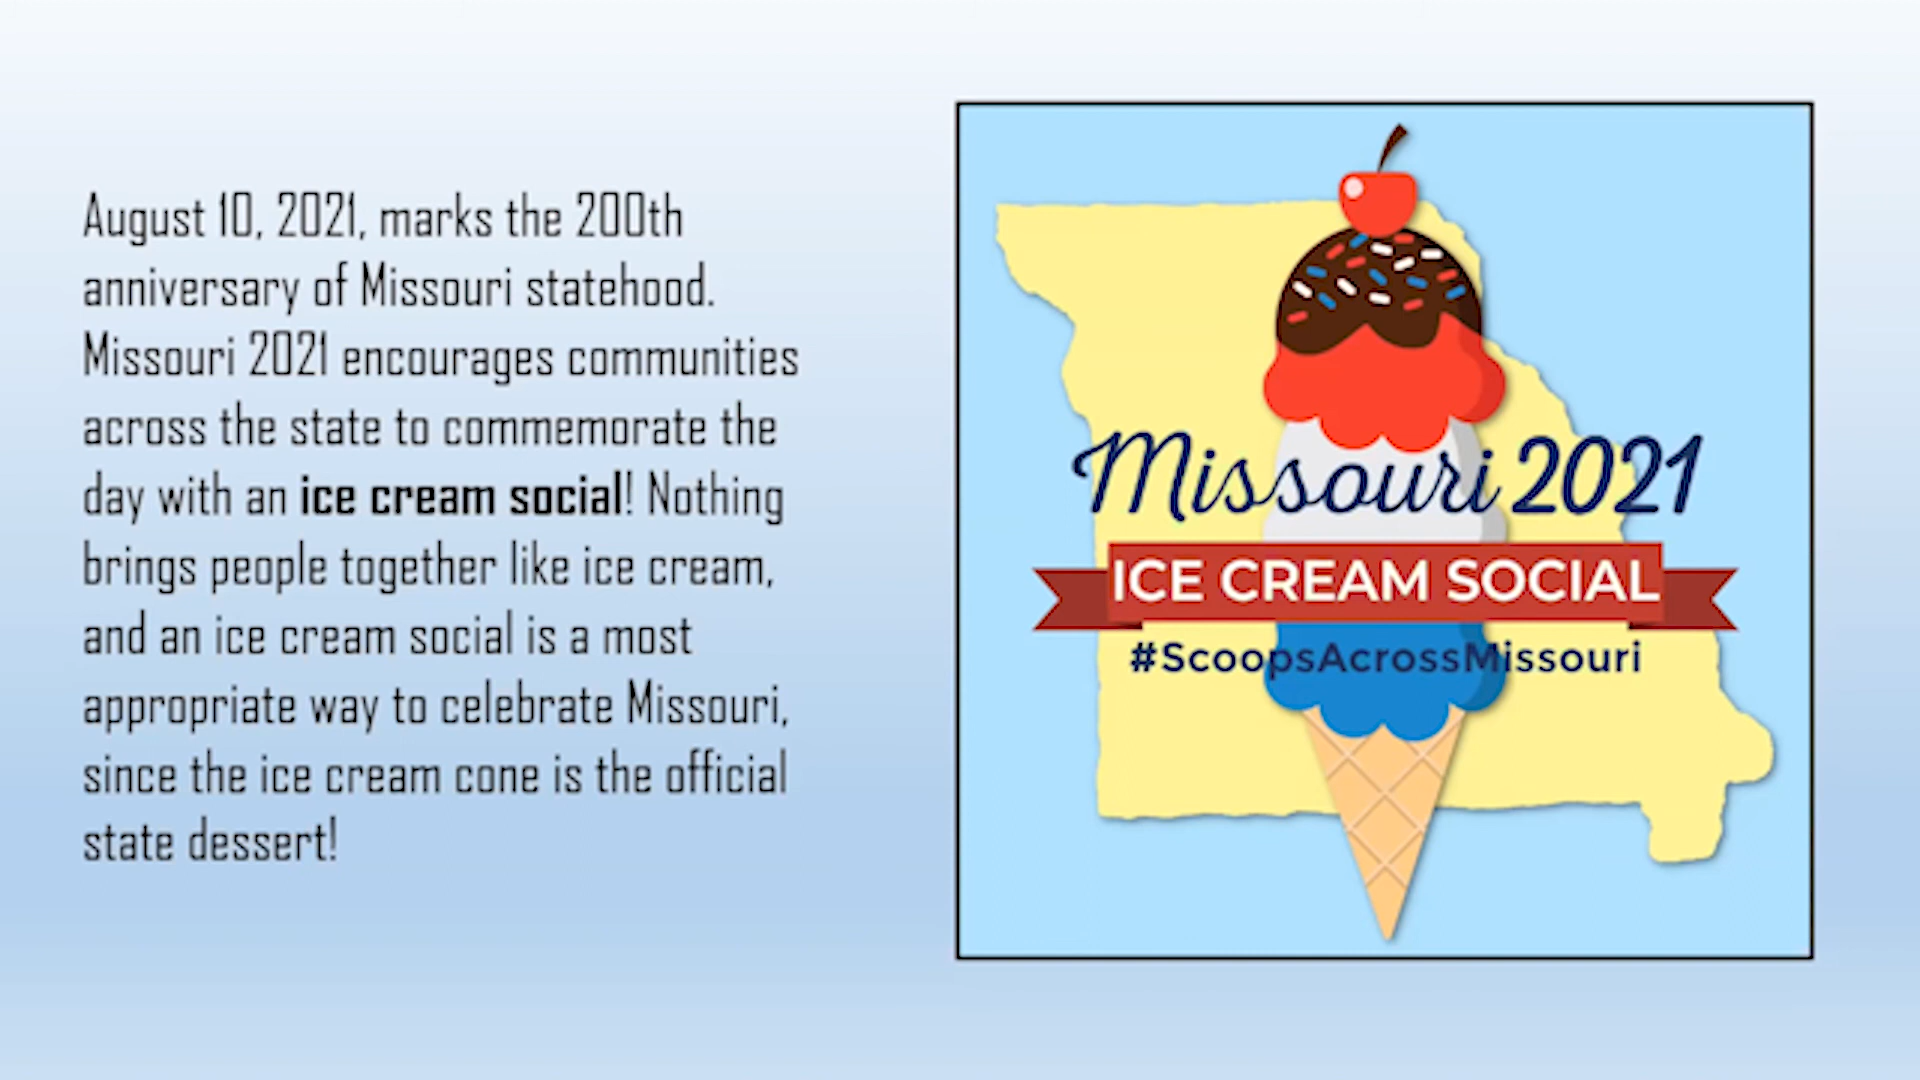 August 10, 2021, marks the 200th
anniversary of Missouri statehood.
Missouri 2021 encourages communities
across the state to commemorate the
day with an ice cream social! Nothing
brings people together like ice cream,
and an ice cream social is a most
appropriate way to celebrate Missouri,
since the ice cream cone is the official
state dessert!
Missouri 2021
ICE CREAM SOCIAL
#ScoopsAcrossMissouri